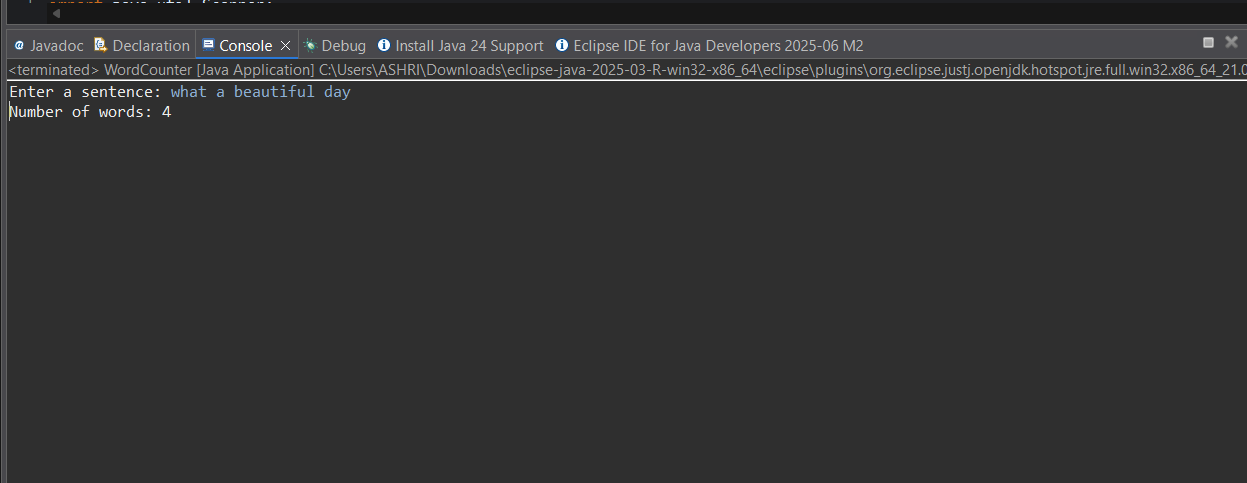 Javadoc Declaration Console Debug Install Java 24 Support Eclipse IDE for Java Developers 2025-06 M2
<terminated> WordCounter [Java Application] C:\Users\ASHRI\Downloads\eclipse-java-2025-03-R-win32-x86_64\eclipse\plugins\org.eclipse.justj.openjdk.hotspot.jre.full.win32.x86_64_21.0
Enter a sentence: what a beautiful day
Number of words: 4